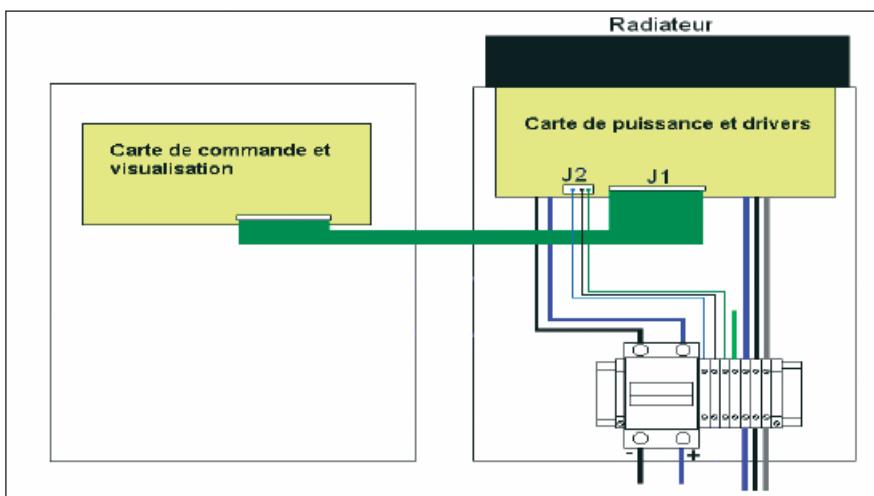 Radiateur
Carte de commande et
visualisation
Carte de puissance et drivers
J2
J1
- +